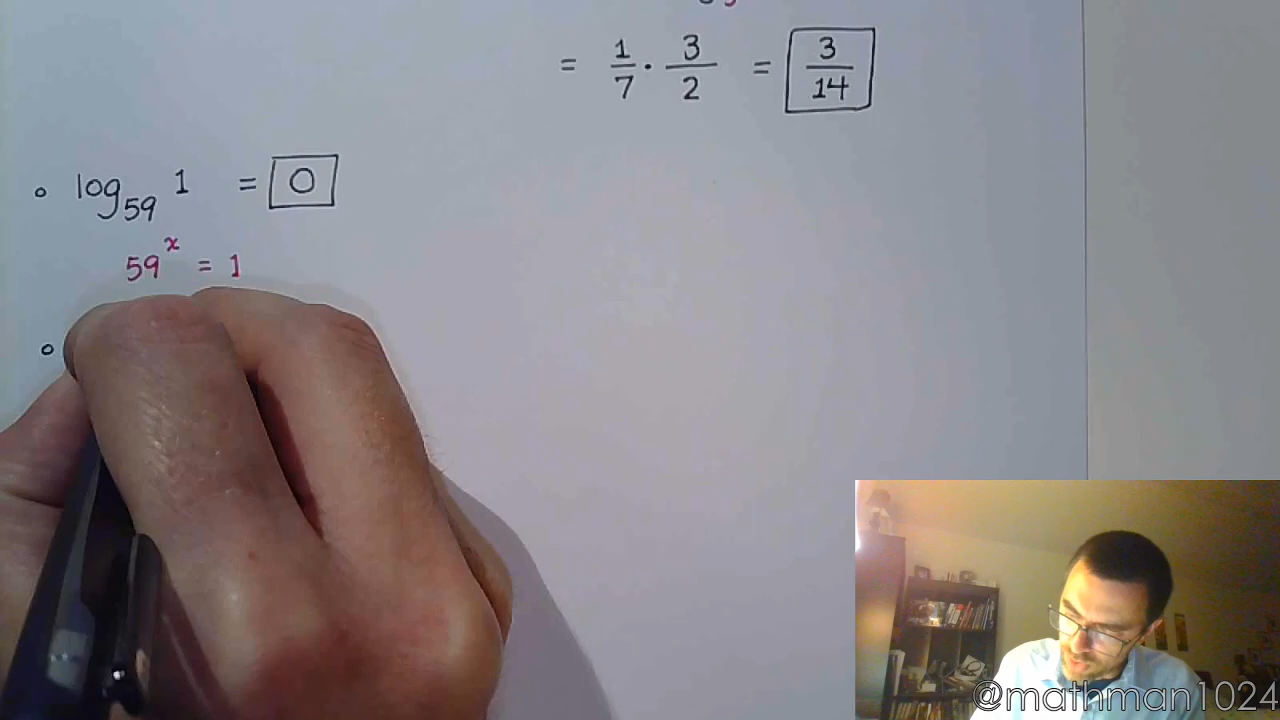 = 1/7 · 3/2 = 3/14
∘ log₅₉ 1 = 0
59ˣ = 1
∘
@mathman1024